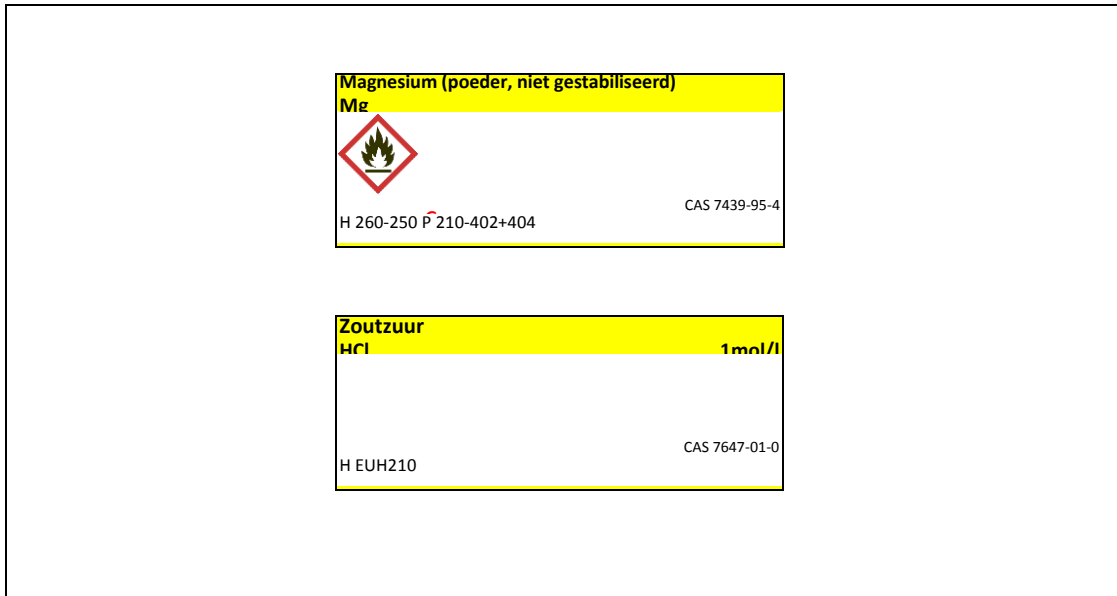 Magnesium (poeder, niet gestabiliseerd)
Mg
CAS 7439-95-4
H 260-250 P 210-402+404
Zoutzuur
HCl 1mol/l
CAS 7647-01-0
H EUH210